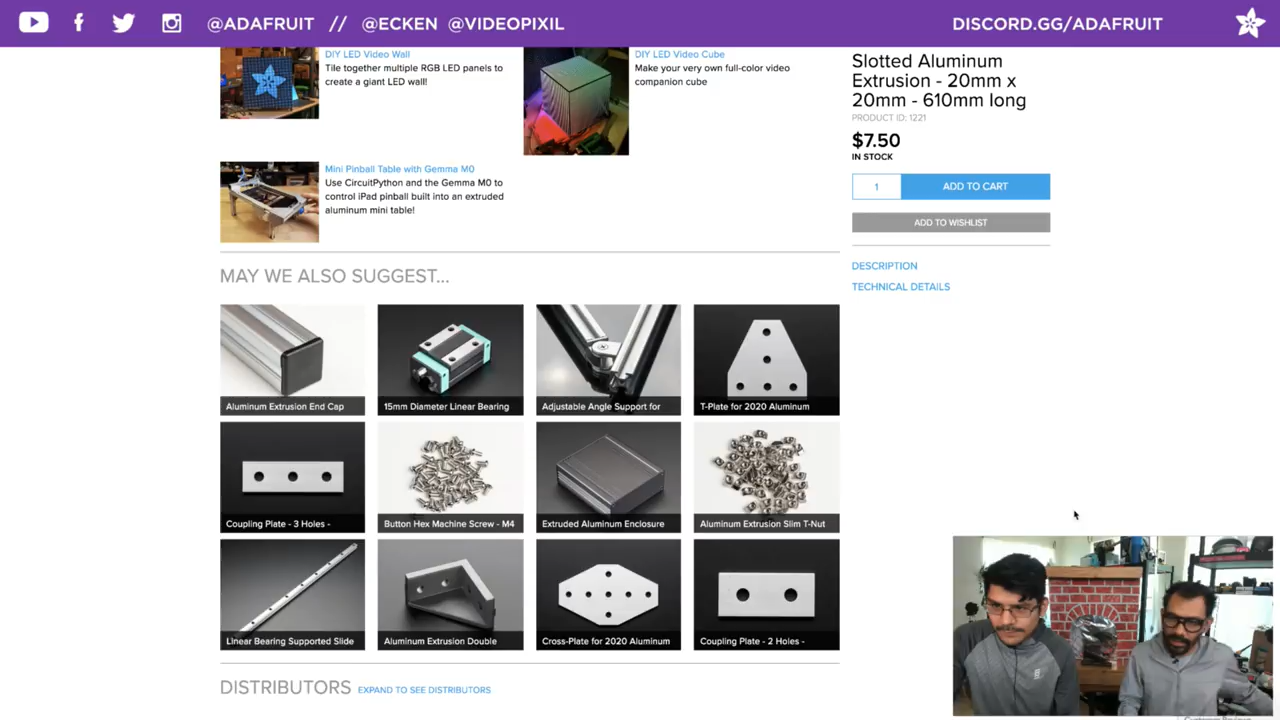 @ADAFRUIT // @ECKEN @VIDEOPIXIL
DISCORD.GG/ADAFRUIT
DIY LED Video Wall
Tile together multiple RGB LED panels to
create a giant LED wall!
DIY LED Video Cube
Make your very own full-color video
companion cube
Mini Pinball Table with Gemma M0
Use CircuitPython and the Gemma M0 to
control iPad pinball built into an extruded
aluminum mini table!
Slotted Aluminum
Extrusion - 20mm x
20mm - 610mm long
PRODUCT ID: 1221
$7.50
IN STOCK
1
ADD TO CART
ADD TO WISHLIST
DESCRIPTION
TECHNICAL DETAILS
MAY WE ALSO SUGGEST...
Aluminum Extrusion End Cap
15mm Diameter Linear Bearing
Adjustable Angle Support for
T-Plate for 2020 Aluminum
Coupling Plate - 3 Holes -
Button Hex Machine Screw - M4
Extruded Aluminum Enclosure
Aluminum Extrusion Slim T-Nut
Linear Bearing Supported Slide
Aluminum Extrusion Double
Cross-Plate for 2020 Aluminum
Coupling Plate - 2 Holes -
DISTRIBUTORS EXPAND TO SEE DISTRIBUTORS